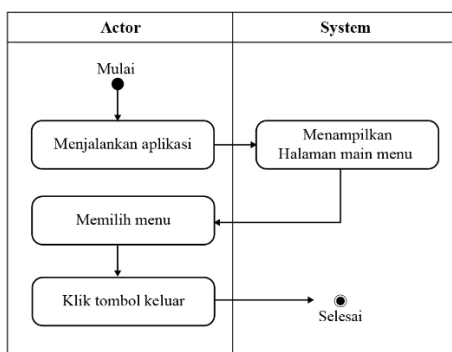 Actor
System
Mulai
Menjalankan aplikasi
Menampilkan
Halaman main menu
Memilih menu
Klik tombol keluar
Selesai